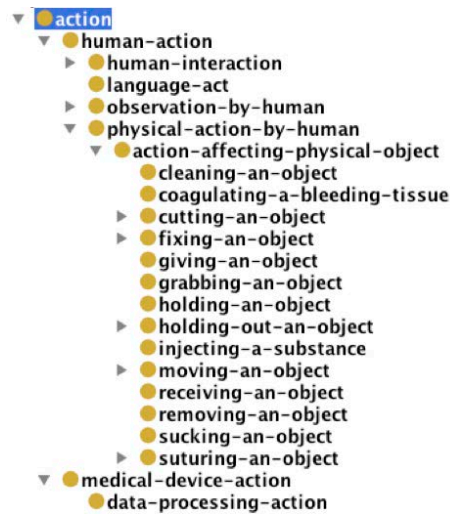 action
human-action
human-interaction
language-act
observation-by-human
physical-action-by-human
action-affecting-physical-object
cleaning-an-object
coagulating-a-bleeding-tissue
cutting-an-object
fixing-an-object
giving-an-object
grabbing-an-object
holding-an-object
holding-out-an-object
injecting-a-substance
moving-an-object
receiving-an-object
removing-an-object
sucking-an-object
suturing-an-object
medical-device-action
data-processing-action